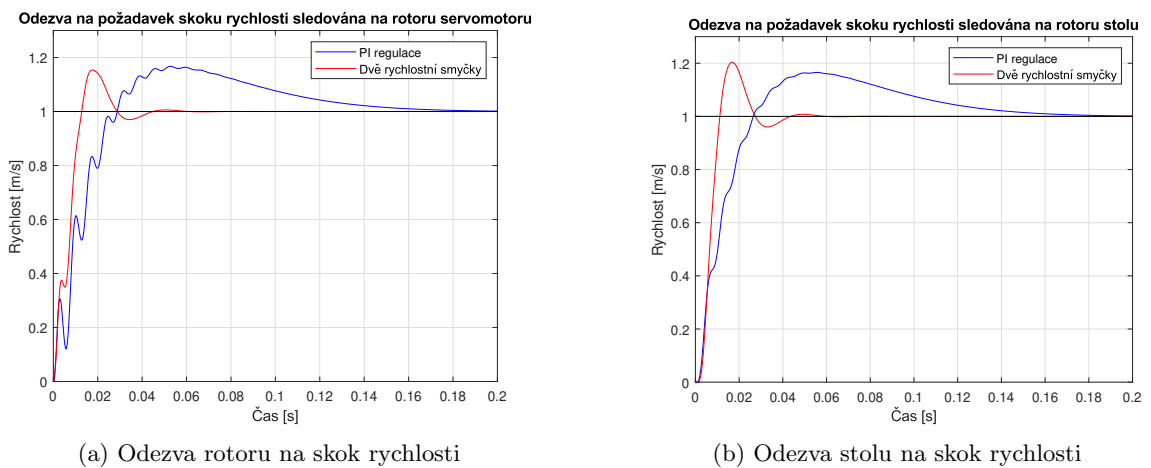 Odezva na požadavek skoku rychlosti sledována na rotoru servomotoru
PI regulace
Dvě rychlostní smyčky
Rychlost [m/s]
1.2
1
0.8
0.6
0.4
0.2
0
0 0.02 0.04 0.06 0.08 0.1 0.12 0.14 0.16 0.18 0.2
Čas [s]
(a) Odezva rotoru na skok rychlosti
Odezva na požadavek skoku rychlosti sledována na rotoru stolu
PI regulace
Dvě rychlostní smyčky
Rychlost [m/s]
1.2
1
0.8
0.6
0.4
0.2
0
0 0.02 0.04 0.06 0.08 0.1 0.12 0.14 0.16 0.18 0.2
Čas [s]
(b) Odezva stolu na skok rychlosti